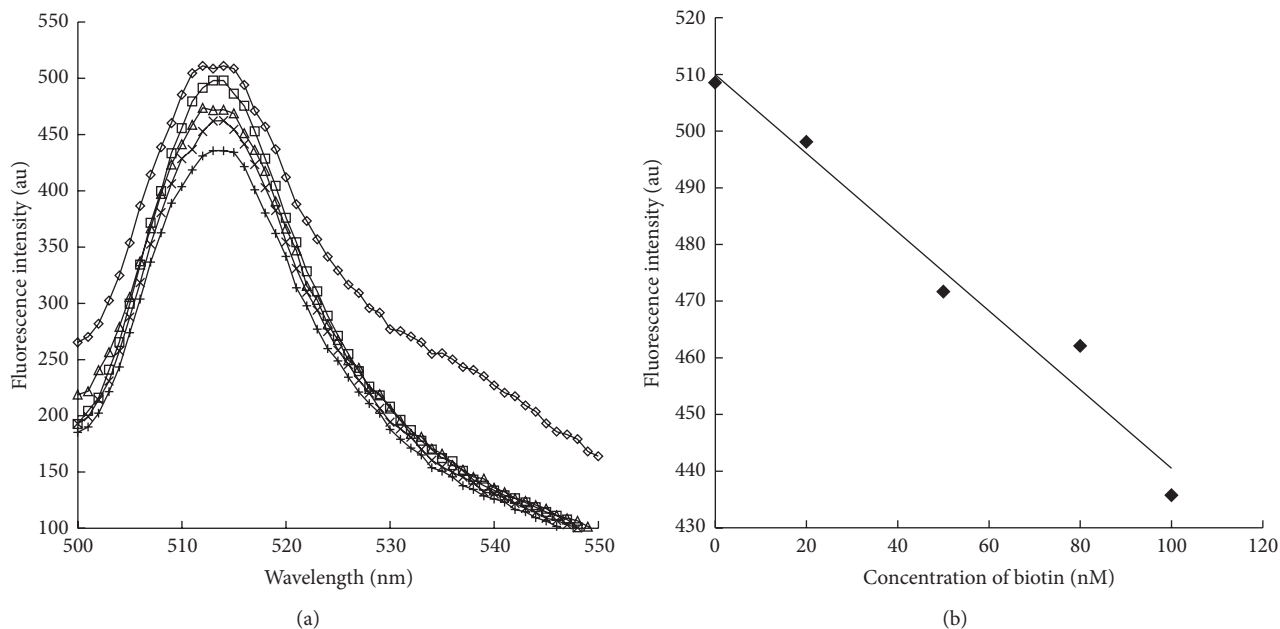 550
500
450
400
350
300
250
200
150
100
Fluorescence intensity (au)
500 510 520 530 540 550
Wavelength (nm)
(a)
520
510
500
490
480
470
460
450
440
430
Fluorescence intensity (au)
0 20 40 60 80 100 120
Concentration of biotin (nM)
(b)